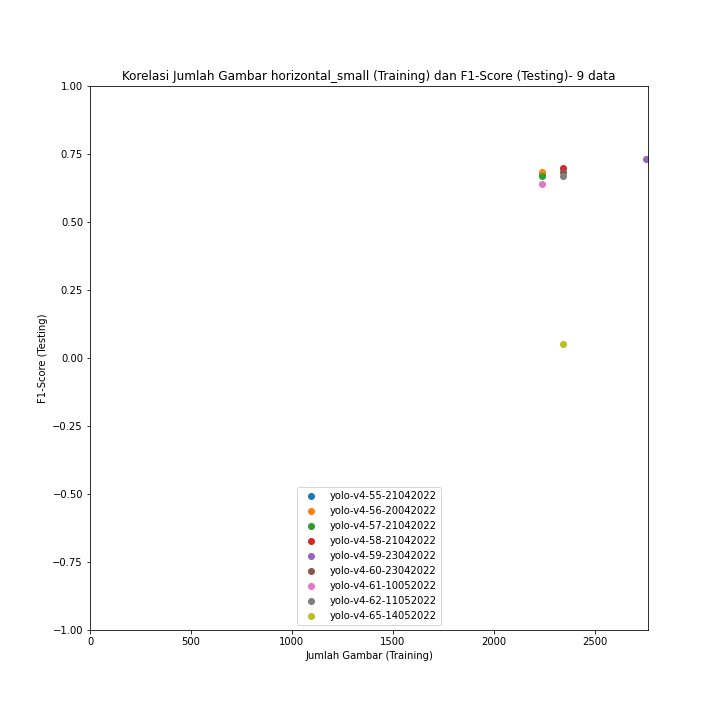 Korelasi Jumlah Gambar horizontal_small (Training) dan F1-Score (Testing)- 9 data
1.00
0.75
0.50
0.25
0.00
−0.25
−0.50
−0.75
−1.00
F1-Score (Testing)
yolo-v4-55-21042022
yolo-v4-56-20042022
yolo-v4-57-21042022
yolo-v4-58-21042022
yolo-v4-59-23042022
yolo-v4-60-23042022
yolo-v4-61-10052022
yolo-v4-62-11052022
yolo-v4-65-14052022
0 500 1000 1500 2000 2500
Jumlah Gambar (Training)